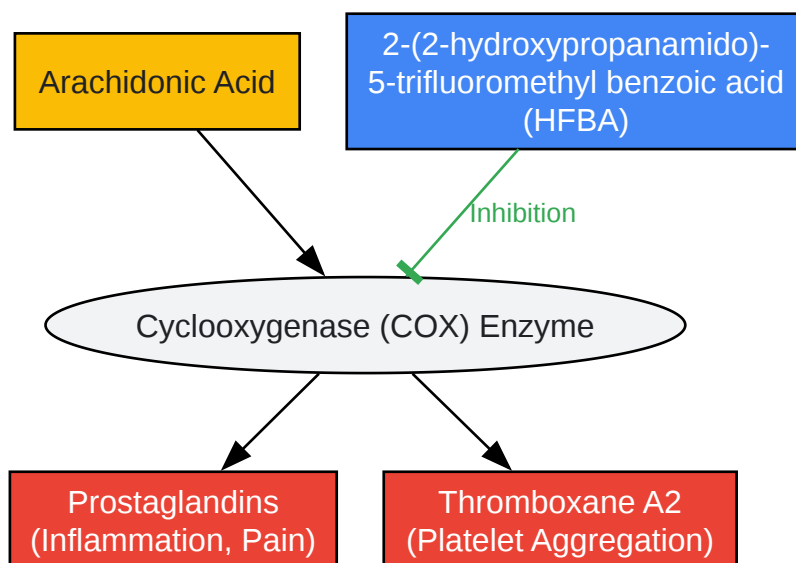 Arachidonic Acid
2-(2-hydroxypropanamido)-
5-trifluoromethyl benzoic acid
(HFBA)
Inhibition
Cyclooxygenase (COX) Enzyme
Prostaglandins
(Inflammation, Pain)
Thromboxane A2
(Platelet Aggregation)